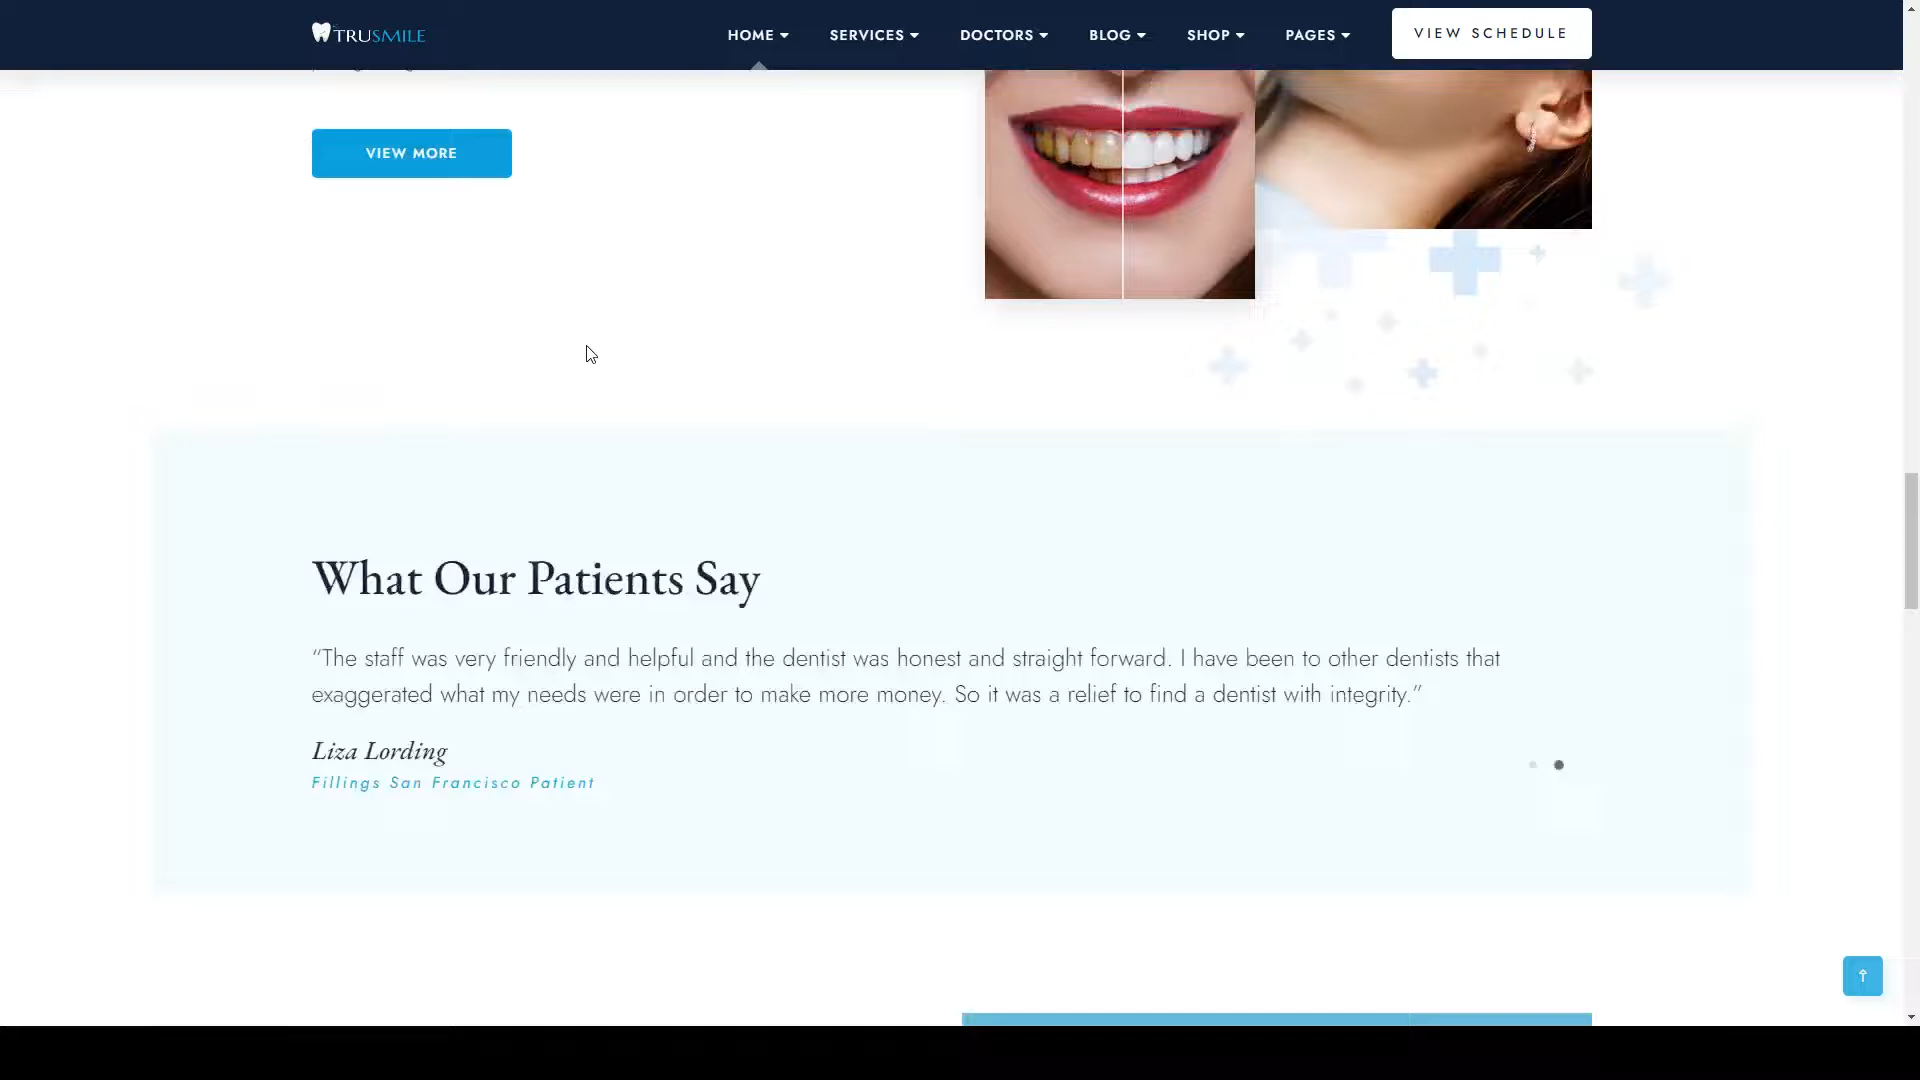 TRUSMILE
HOME
SERVICES
DOCTORS
BLOG
SHOP
PAGES
VIEW SCHEDULE
VIEW MORE
What Our Patients Say
“The staff was very friendly and helpful and the dentist was honest and straight forward. I have been to other dentists that
exaggerated what my needs were in order to make more money. So it was a relief to find a dentist with integrity.”
Liza Lording
Fillings San Francisco Patient